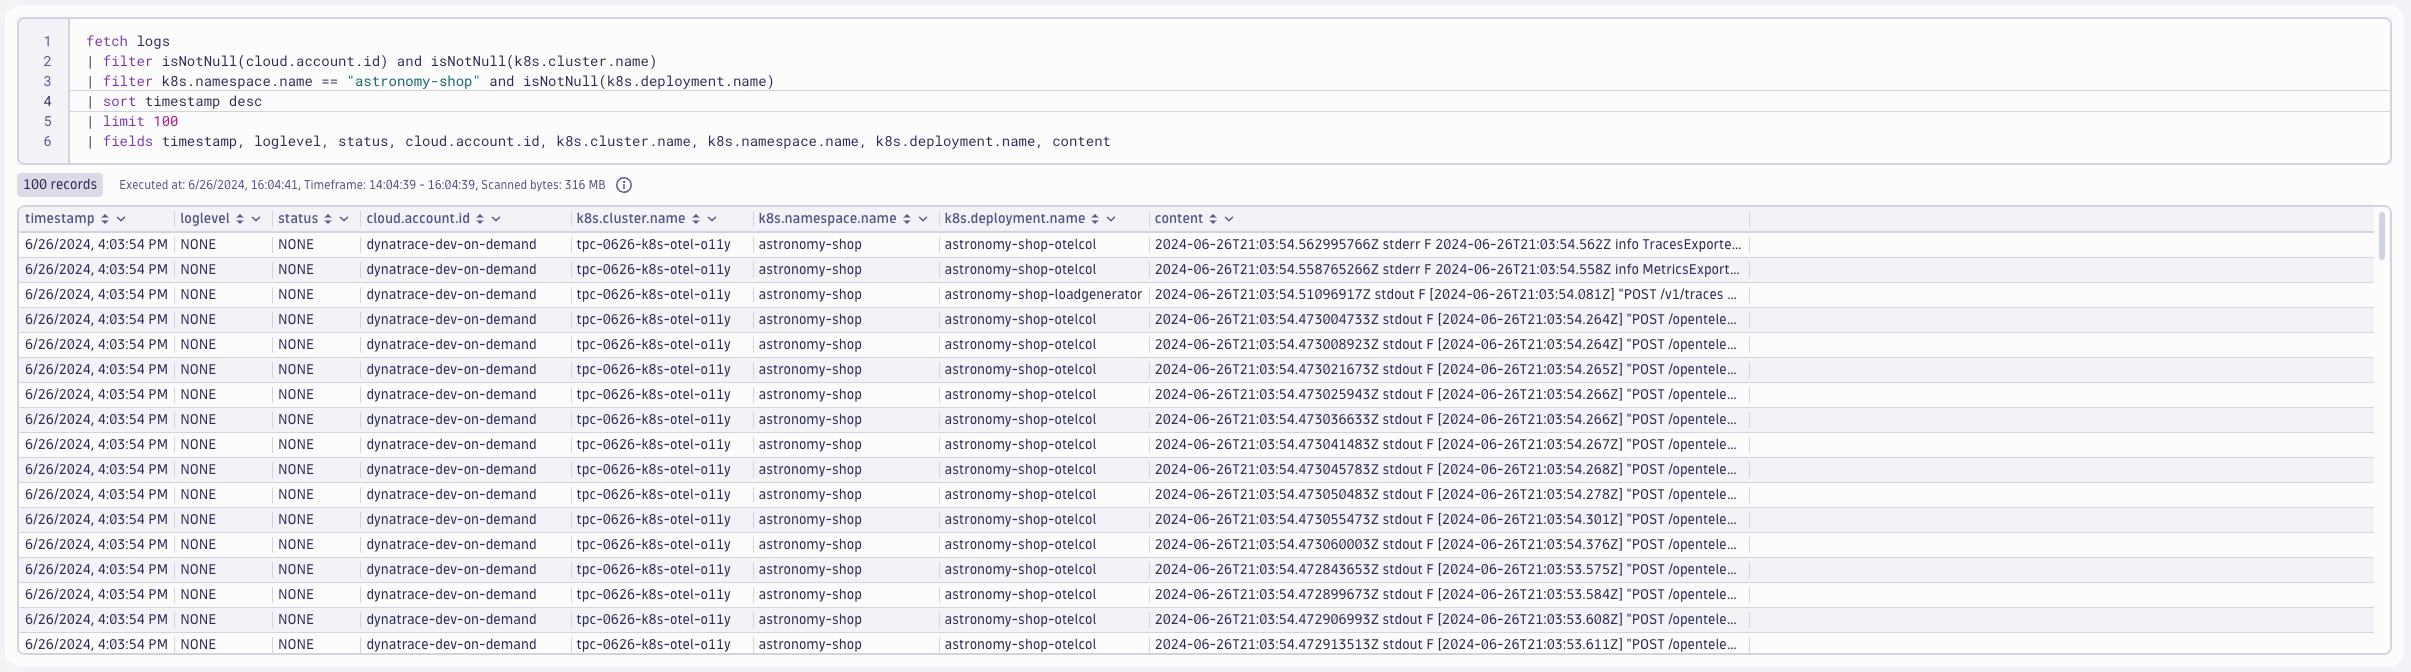 1 fetch logs
2 | filter isNotNull(cloud.account.id) and isNotNull(k8s.cluster.name)
3 | filter k8s.namespace.name == "astronomy-shop" and isNotNull(k8s.deployment.name)
4 | sort timestamp desc
5 | limit 100
6 | fields timestamp, loglevel, status, cloud.account.id, k8s.cluster.name, k8s.namespace.name, k8s.deployment.name, content
100 records Executed at: 6/26/2024, 16:04:41, Timeframe: 14:04:39 - 16:04:39, Scanned bytes: 316 MB
timestamp loglevel status cloud.account.id k8s.cluster.name k8s.namespace.name k8s.deployment.name content
6/26/2024, 4:03:54 PM NONE NONE dynatrace-dev-on-demand tpc-0626-k8s-otel-o11y astronomy-shop astronomy-shop-otelcol 2024-06-26T21:03:54.562995766Z stderr F 2024-06-26T21:03:54.562Z info TracesExporte...
6/26/2024, 4:03:54 PM NONE NONE dynatrace-dev-on-demand tpc-0626-k8s-otel-o11y astronomy-shop astronomy-shop-otelcol 2024-06-26T21:03:54.558765266Z stderr F 2024-06-26T21:03:54.558Z info MetricsExport...
6/26/2024, 4:03:54 PM NONE NONE dynatrace-dev-on-demand tpc-0626-k8s-otel-o11y astronomy-shop astronomy-shop-loadgenerator 2024-06-26T21:03:54.51096917Z stdout F [2024-06-26T21:03:54.081Z] "POST /v1/traces ...
6/26/2024, 4:03:54 PM NONE NONE dynatrace-dev-on-demand tpc-0626-k8s-otel-o11y astronomy-shop astronomy-shop-otelcol 2024-06-26T21:03:54.473004733Z stdout F [2024-06-26T21:03:54.264Z] "POST /opentele...
6/26/2024, 4:03:54 PM NONE NONE dynatrace-dev-on-demand tpc-0626-k8s-otel-o11y astronomy-shop astronomy-shop-otelcol 2024-06-26T21:03:54.473008923Z stdout F [2024-06-26T21:03:54.264Z] "POST /opentele...
6/26/2024, 4:03:54 PM NONE NONE dynatrace-dev-on-demand tpc-0626-k8s-otel-o11y astronomy-shop astronomy-shop-otelcol 2024-06-26T21:03:54.473021673Z stdout F [2024-06-26T21:03:54.265Z] "POST /opentele...
6/26/2024, 4:03:54 PM NONE NONE dynatrace-dev-on-demand tpc-0626-k8s-otel-o11y astronomy-shop astronomy-shop-otelcol 2024-06-26T21:03:54.473025943Z stdout F [2024-06-26T21:03:54.266Z] "POST /opentele...
6/26/2024, 4:03:54 PM NONE NONE dynatrace-dev-on-demand tpc-0626-k8s-otel-o11y astronomy-shop astronomy-shop-otelcol 2024-06-26T21:03:54.473036633Z stdout F [2024-06-26T21:03:54.266Z] "POST /opentele...
6/26/2024, 4:03:54 PM NONE NONE dynatrace-dev-on-demand tpc-0626-k8s-otel-o11y astronomy-shop astronomy-shop-otelcol 2024-06-26T21:03:54.473041483Z stdout F [2024-06-26T21:03:54.267Z] "POST /opentele...
6/26/2024, 4:03:54 PM NONE NONE dynatrace-dev-on-demand tpc-0626-k8s-otel-o11y astronomy-shop astronomy-shop-otelcol 2024-06-26T21:03:54.473045783Z stdout F [2024-06-26T21:03:54.268Z] "POST /opentele...
6/26/2024, 4:03:54 PM NONE NONE dynatrace-dev-on-demand tpc-0626-k8s-otel-o11y astronomy-shop astronomy-shop-otelcol 2024-06-26T21:03:54.473050483Z stdout F [2024-06-26T21:03:54.278Z] "POST /opentele...
6/26/2024, 4:03:54 PM NONE NONE dynatrace-dev-on-demand tpc-0626-k8s-otel-o11y astronomy-shop astronomy-shop-otelcol 2024-06-26T21:03:54.473055473Z stdout F [2024-06-26T21:03:54.301Z] "POST /opentele...
6/26/2024, 4:03:54 PM NONE NONE dynatrace-dev-on-demand tpc-0626-k8s-otel-o11y astronomy-shop astronomy-shop-otelcol 2024-06-26T21:03:54.473060003Z stdout F [2024-06-26T21:03:54.376Z] "POST /opentele...
6/26/2024, 4:03:54 PM NONE NONE dynatrace-dev-on-demand tpc-0626-k8s-otel-o11y astronomy-shop astronomy-shop-otelcol 2024-06-26T21:03:54.472843653Z stdout F [2024-06-26T21:03:53.575Z] "POST /opentele...
6/26/2024, 4:03:54 PM NONE NONE dynatrace-dev-on-demand tpc-0626-k8s-otel-o11y astronomy-shop astronomy-shop-otelcol 2024-06-26T21:03:54.472899673Z stdout F [2024-06-26T21:03:53.584Z] "POST /opentele...
6/26/2024, 4:03:54 PM NONE NONE dynatrace-dev-on-demand tpc-0626-k8s-otel-o11y astronomy-shop astronomy-shop-otelcol 2024-06-26T21:03:54.472906993Z stdout F [2024-06-26T21:03:53.608Z] "POST /opentele...
6/26/2024, 4:03:54 PM NONE NONE dynatrace-dev-on-demand tpc-0626-k8s-otel-o11y astronomy-shop astronomy-shop-otelcol 2024-06-26T21:03:54.472913513Z stdout F [2024-06-26T21:03:53.611Z] "POST /opentele...